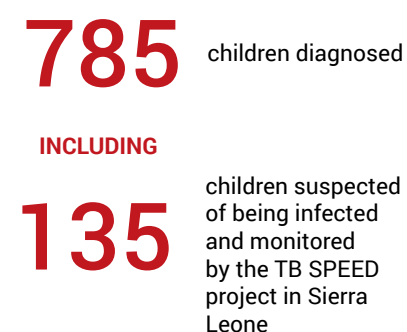 785
children diagnosed
INCLUDING
135
children suspected
of being infected
and monitored
by the TB SPEED
project in Sierra
Leone